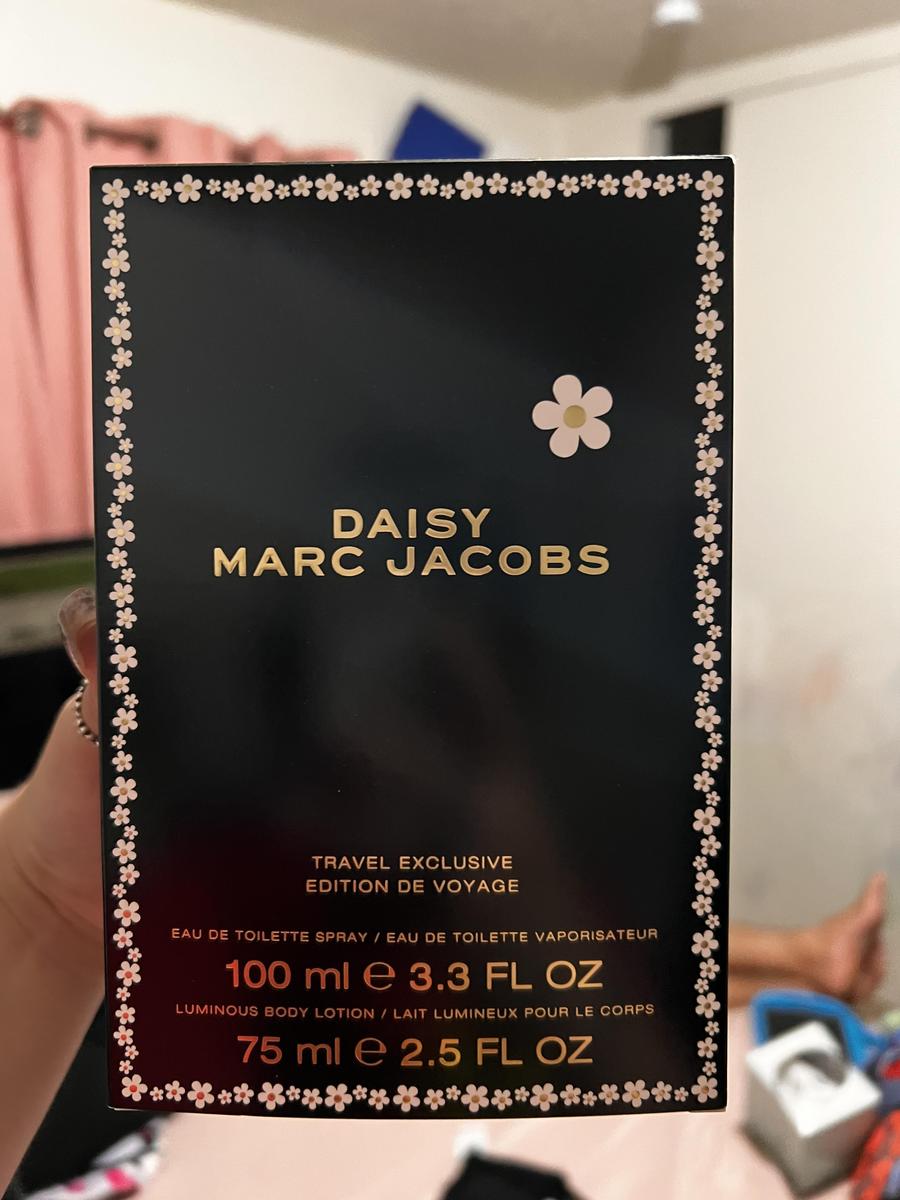 DAISY
MARC JACOBS
TRAVEL EXCLUSIVE
EDITION DE VOYAGE
EAU DE TOILETTE SPRAY / EAU DE TOILETTE VAPORISATEUR
100 ml ℮ 3.3 FL OZ
LUMINOUS BODY LOTION / LAIT LUMINEUX POUR LE CORPS
75 ml ℮ 2.5 FL OZ